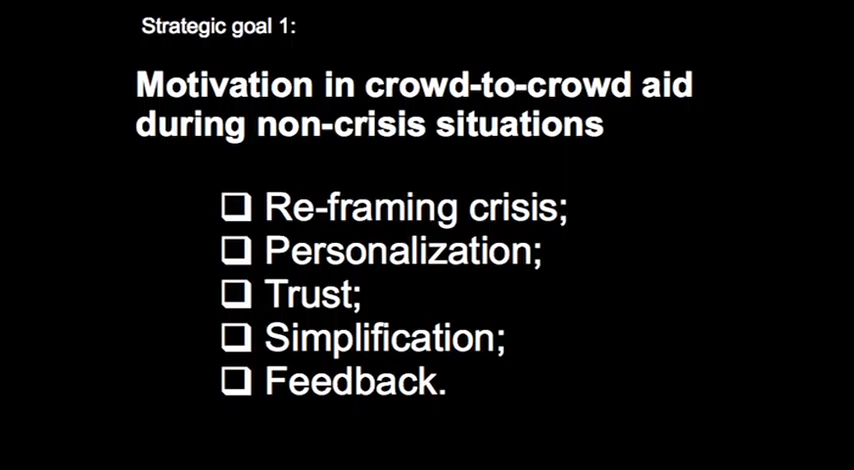 Strategic goal 1:
Motivation in crowd-to-crowd aid
during non-crisis situations
❑ Re-framing crisis;
❑ Personalization;
❑ Trust;
❑ Simplification;
❑ Feedback.